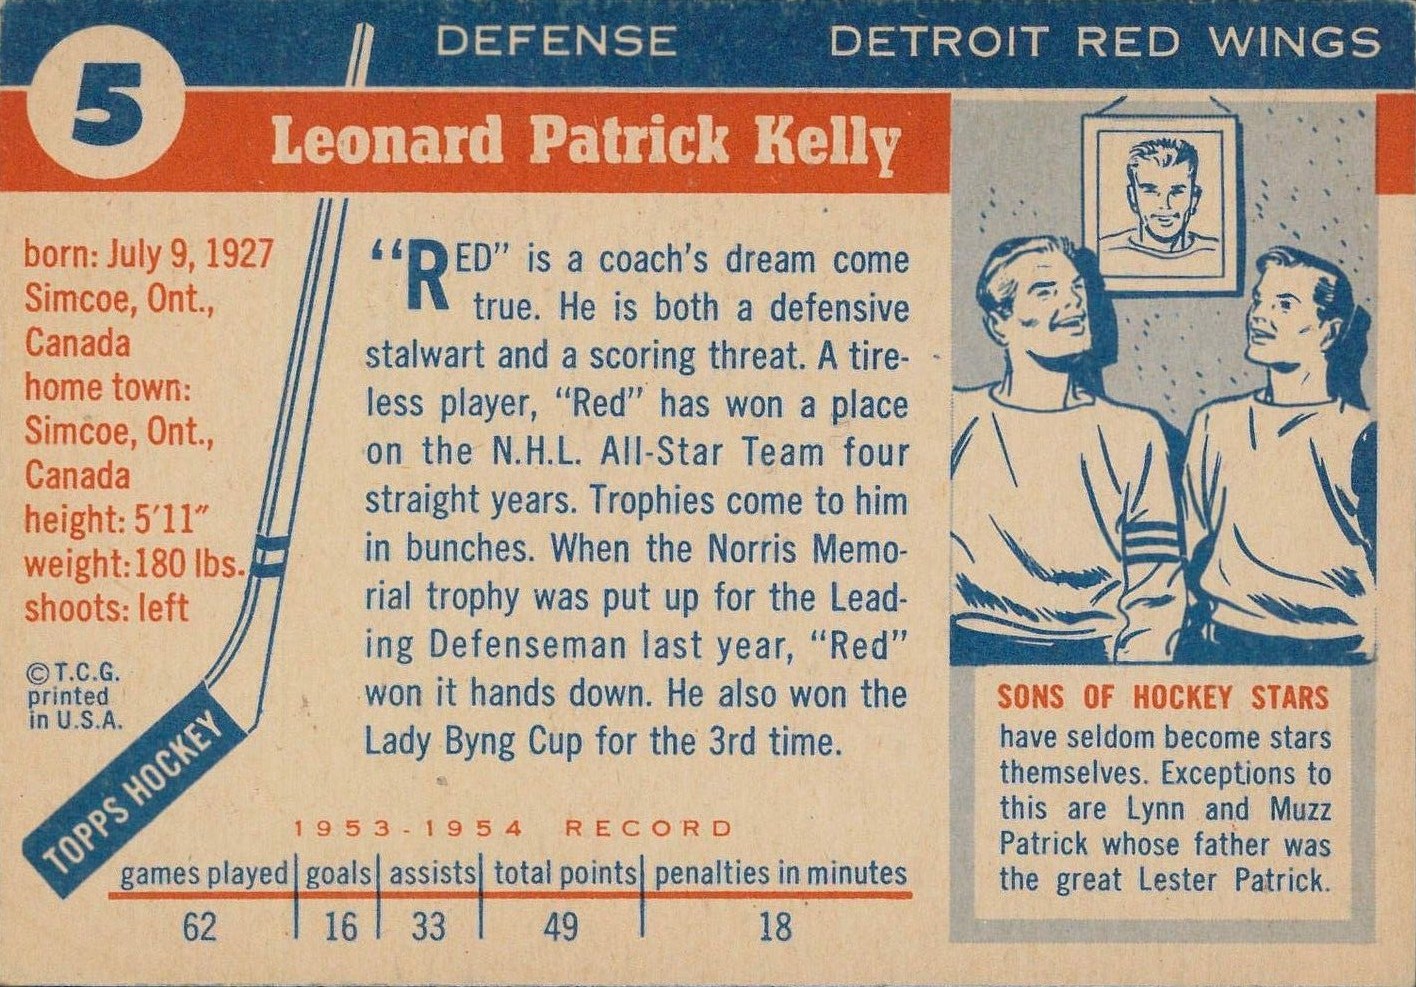 5
DEFENSE
DETROIT RED WINGS
Leonard Patrick Kelly
born: July 9, 1927
Simcoe, Ont.,
Canada
home town:
Simcoe, Ont.,
Canada
height: 5'11"
weight:180 lbs.
shoots: left
©T.C.G.
printed
in U.S.A.
TOPPS HOCKEY
“RED” is a coach's dream come
true. He is both a defensive
stalwart and a scoring threat. A tire-
less player, “Red” has won a place
on the N.H.L. All-Star Team four
straight years. Trophies come to him
in bunches. When the Norris Memo-
rial trophy was put up for the Lead-
ing Defenseman last year, “Red”
won it hands down. He also won the
Lady Byng Cup for the 3rd time.
1953-1954 RECORD
games played goals assists total points penalties in minutes
62 16 33 49 18
SONS OF HOCKEY STARS
have seldom become stars
themselves. Exceptions to
this are Lynn and Muzz
Patrick whose father was
the great Lester Patrick.